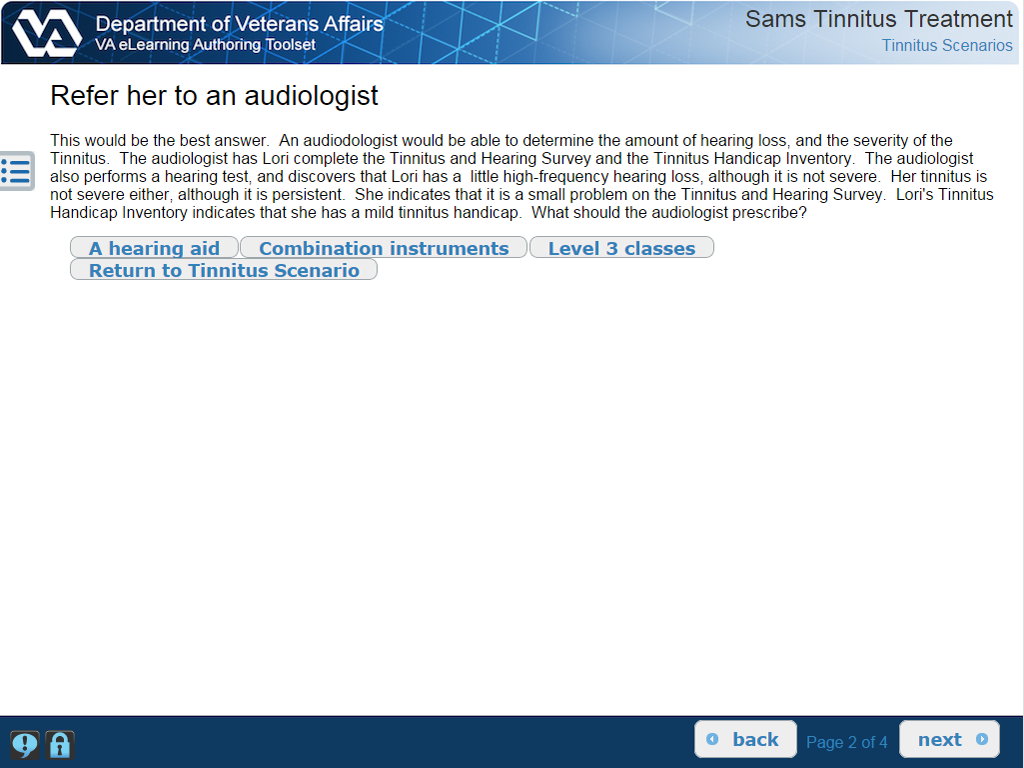 VA
Department of Veterans Affairs
VA eLearning Authoring Toolset
Sams Tinnitus Treatment
Tinnitus Scenarios
Refer her to an audiologist
This would be the best answer.  An audiodologist would be able to determine the amount of hearing loss, and the severity of the
Tinnitus.  The audiologist has Lori complete the Tinnitus and Hearing Survey and the Tinnitus Handicap Inventory.  The audiologist
also performs a hearing test, and discovers that Lori has a  little high-frequency hearing loss, although it is not severe.  Her tinnitus is
not severe either, although it is persistent.  She indicates that it is a small problem on the Tinnitus and Hearing Survey.  Lori's Tinnitus
Handicap Inventory indicates that she has a mild tinnitus handicap.  What should the audiologist prescribe?
A hearing aid Combination instruments Level 3 classes
Return to Tinnitus Scenario
back Page 2 of 4 next